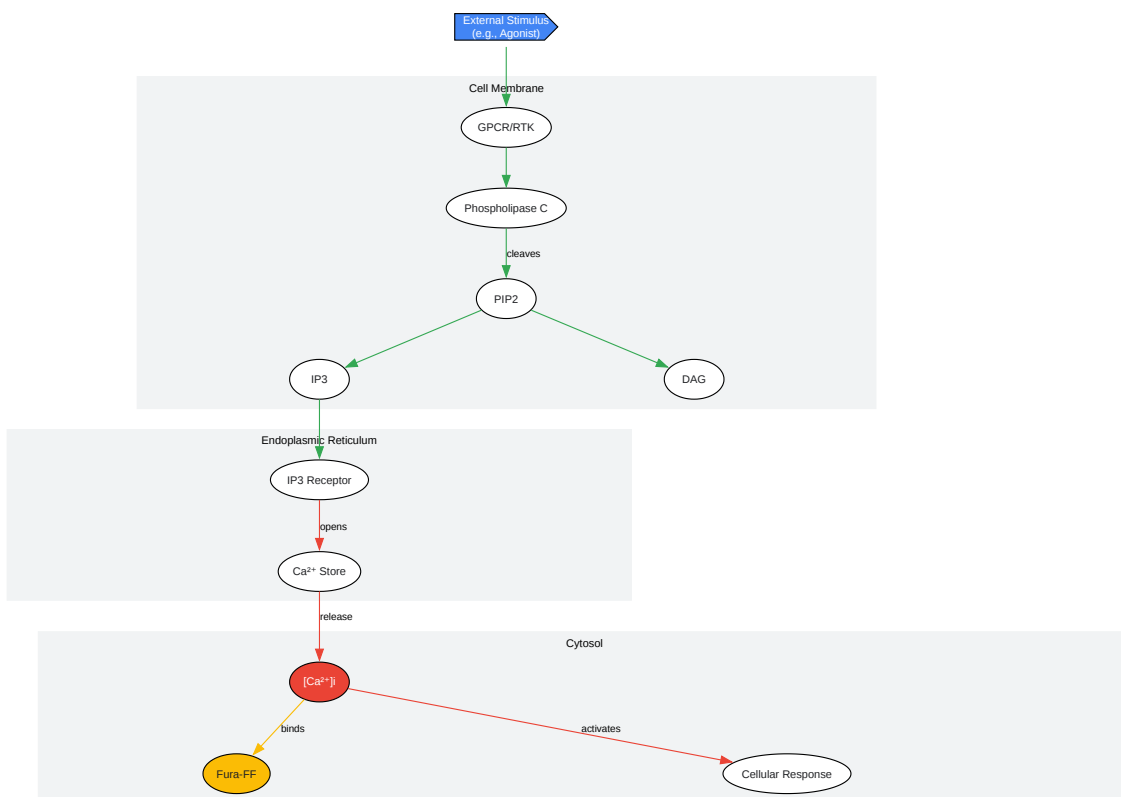 External Stimulus
(e.g., Agonist)
Cell Membrane
GPCR/RTK
Phospholipase C
cleaves
PIP2
IP3
DAG
Endoplasmic Reticulum
IP3 Receptor
opens
Ca²⁺ Store
release
Cytosol
[Ca²⁺]i
binds
activates
Fura-FF
Cellular Response